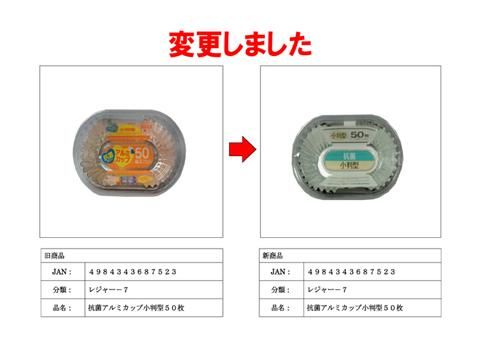 変更しました
アルミ
カップ
50
小判型 50枚
抗菌
小判型
旧商品
JAN： 4984343687523
分類： レジャー－7
品名： 抗菌アルミカップ小判型50枚
新商品
JAN： 4984343687523
分類： レジャー－7
品名： 抗菌アルミカップ小判型50枚